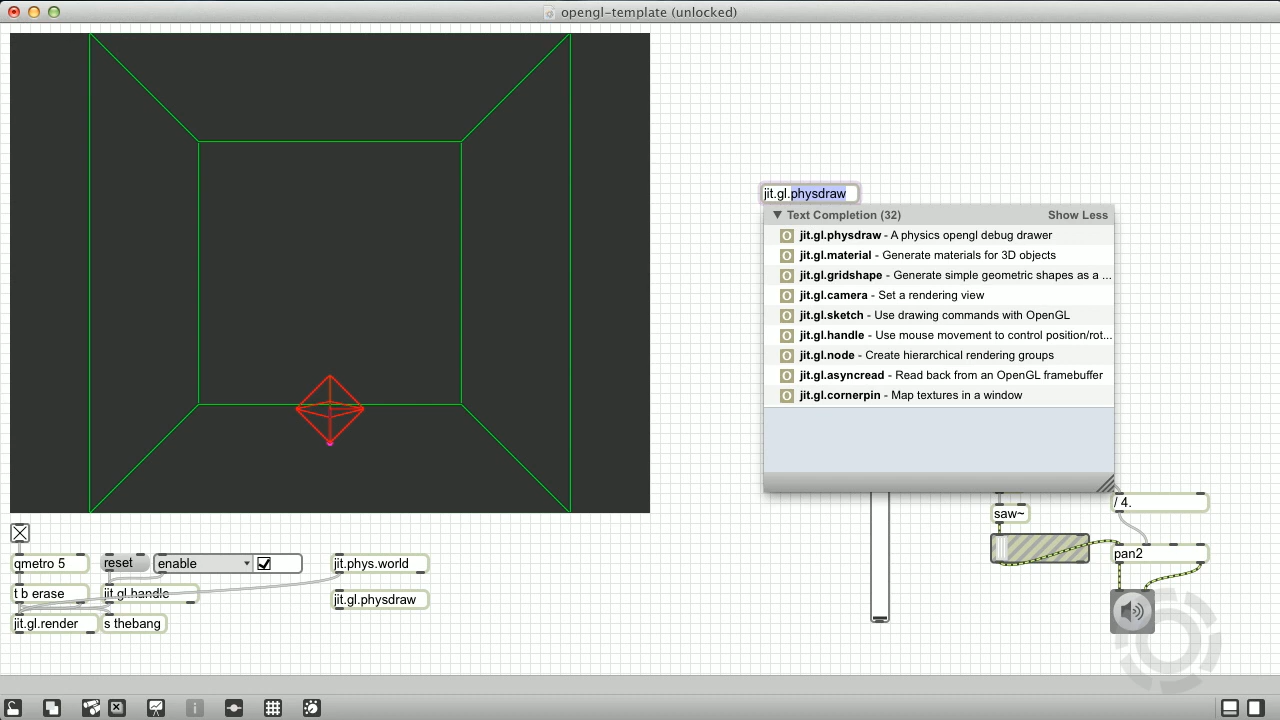 opengl-template (unlocked)
jit.gl.physdraw
Text Completion (32) Show Less
jit.gl.physdraw - A physics opengl debug drawer
jit.gl.material - Generate materials for 3D objects
jit.gl.gridshape - Generate simple geometric shapes as a ...
jit.gl.camera - Set a rendering view
jit.gl.sketch - Use drawing commands with OpenGL
jit.gl.handle - Use mouse movement to control position/rot...
jit.gl.node - Create hierarchical rendering groups
jit.gl.asyncread - Read back from an OpenGL framebuffer
jit.gl.cornerpin - Map textures in a window
/ 4.
saw~
qmetro 5 reset enable jit.phys.world
pan2
t b erase jit.gl.handle jit.gl.physdraw
jit.gl.render s thebang